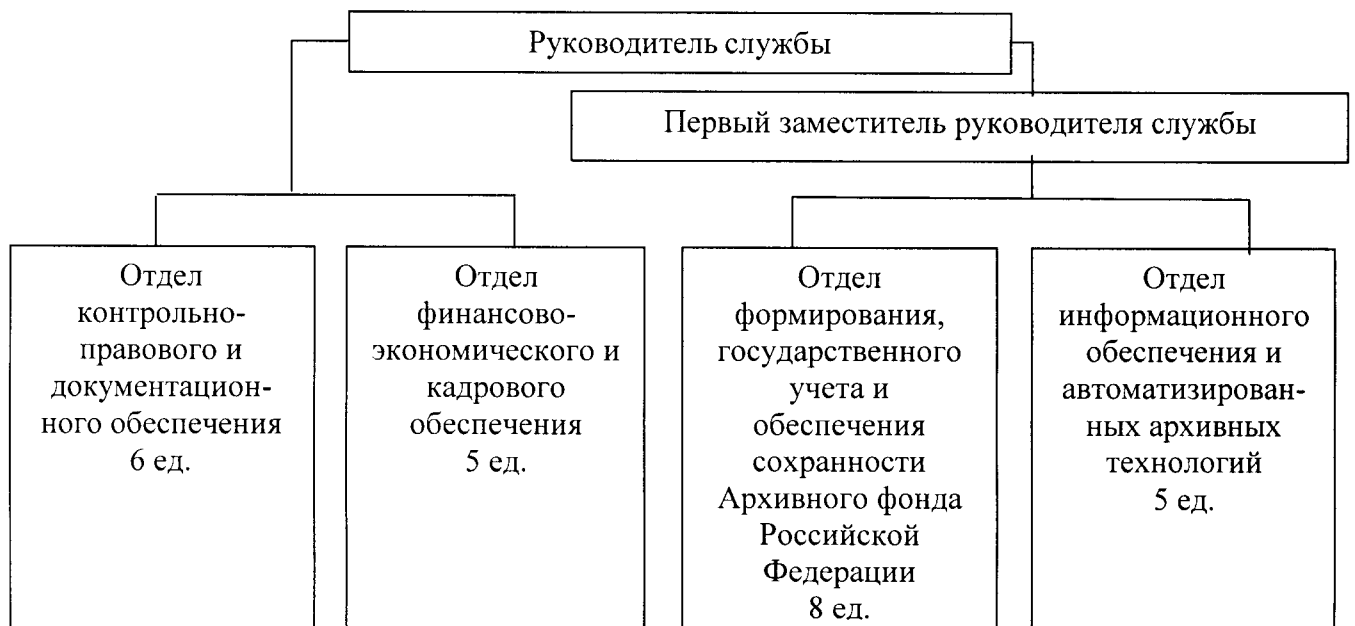 Руководитель службы
Первый заместитель руководителя службы
Отдел
контрольно-
правового и
документацион-
ного обеспечения
6 ед.
Отдел
финансово-
экономического и
кадрового
обеспечения
5 ед.
Отдел
формирования,
государственного
учета и
обеспечения
сохранности
Архивного фонда
Российской
Федерации
8 ед.
Отдел
информационного
обеспечения и
автоматизирован-
ных архивных
технологий
5 ед.